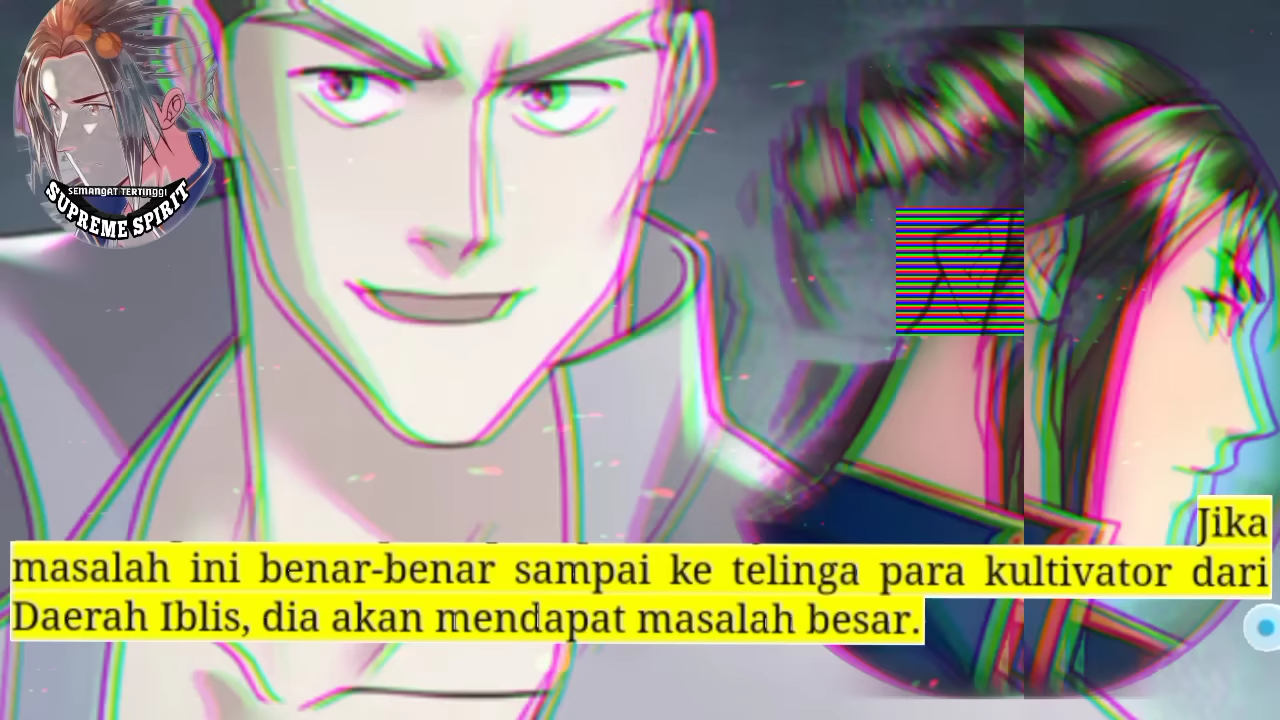 SEMANGAT TERTINGGI
SUPREME SPIRIT
Jika
masalah ini benar-benar sampai ke telinga para kultivator dari
Daerah Iblis, dia akan mendapat masalah besar.